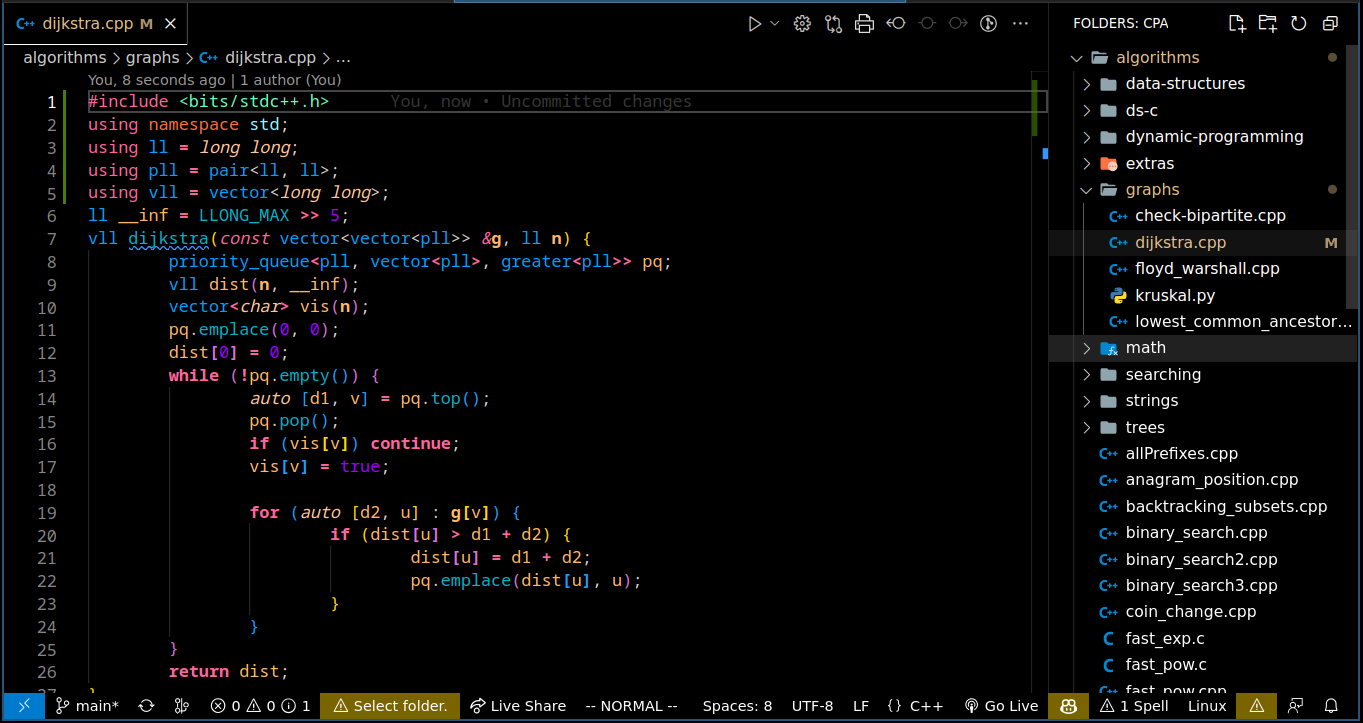 dijkstra.cpp M
FOLDERS: CPA
algorithms > graphs > dijkstra.cpp > ...
You, 8 seconds ago | 1 author (You)
1 #include <bits/stdc++.h> You, now • Uncommitted changes
2 using namespace std;
3 using ll = long long;
4 using pll = pair<ll, ll>;
5 using vll = vector<long long>;
6 ll __inf = LLONG_MAX >> 5;
7 vll dijkstra(const vector<vector<pll>> &g, ll n) {
8 priority_queue<pll, vector<pll>, greater<pll>> pq;
9 vll dist(n, __inf);
10 vector<char> vis(n);
11 pq.emplace(0, 0);
12 dist[0] = 0;
13 while (!pq.empty()) {
14 auto [d1, v] = pq.top();
15 pq.pop();
16 if (vis[v]) continue;
17 vis[v] = true;
18
19 for (auto [d2, u] : g[v]) {
20 if (dist[u] > d1 + d2) {
21 dist[u] = d1 + d2;
22 pq.emplace(dist[u], u);
23 }
24 }
25 }
26 return dist;
27 }
algorithms
data-structures
ds-c
dynamic-programming
extras
graphs
check-bipartite.cpp
dijkstra.cpp M
floyd_warshall.cpp
kruskal.py
lowest_common_ancestor...
math
searching
strings
trees
allPrefixes.cpp
anagram_position.cpp
backtracking_subsets.cpp
binary_search.cpp
binary_search2.cpp
binary_search3.cpp
coin_change.cpp
fast_exp.c
fast_pow.c
fast_pow.cpp
main* 0 0 1 Select folder. Live Share -- NORMAL -- Spaces: 8 UTF-8 LF {} C++ Go Live 1 Spell Linux